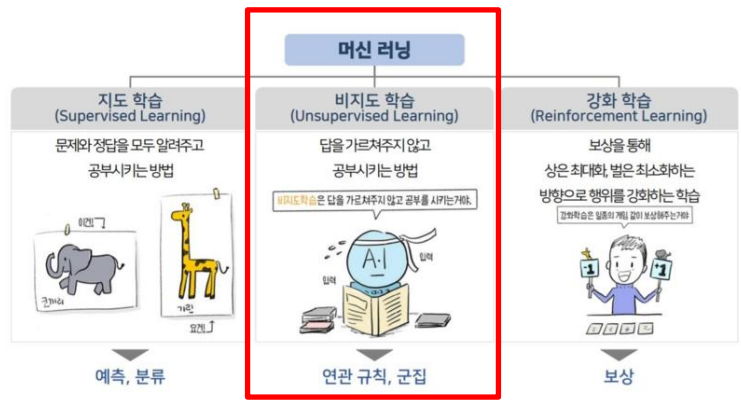 머신 러닝
지도 학습
(Supervised Learning)
문제와 정답을 모두 알려주고
공부시키는 방법
이건!
코끼리
기린
요건!
예측, 분류
비지도 학습
(Unsupervised Learning)
답을 가르쳐주지 않고
공부시키는 방법
비지도학습은 답을 가르쳐주지 않고 공부를 시키는거야.
A.I
입력
입력
연관 규칙, 군집
강화 학습
(Reinforcement Learning)
보상을 통해
상은 최대화, 벌은 최소화하는
방향으로 행위를 강화하는 학습
강화학습은 일종의 게임 같이 보상해주는거야
-1
+1
보상